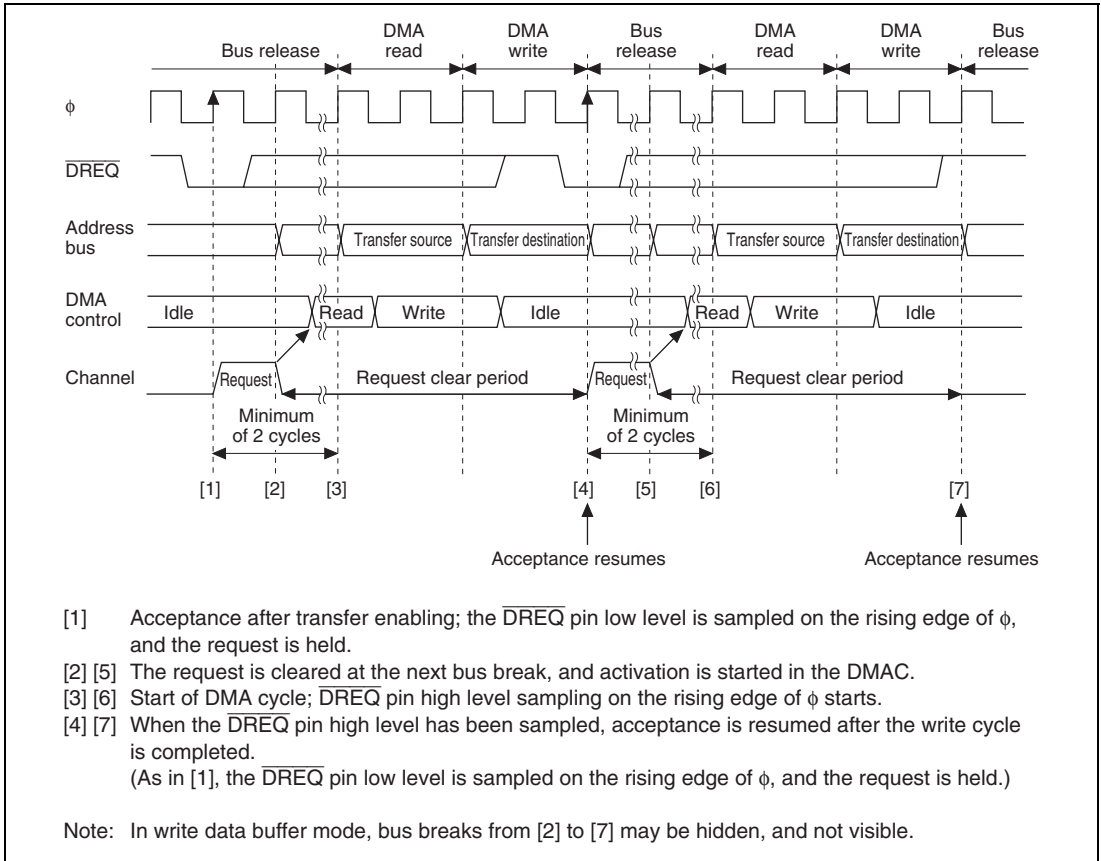 Bus release
DMA read
DMA write
Bus release
DMA read
DMA write
Bus release
φ
D̅R̅E̅Q̅
Address bus
Transfer source
Transfer destination
Transfer source
Transfer destination
DMA control
Idle
Read
Write
Idle
Read
Write
Idle
Channel
Request
Request clear period
Request
Request clear period
Minimum of 2 cycles
Minimum of 2 cycles
[1]
[2]
[3]
[4]
[5]
[6]
[7]
Acceptance resumes
Acceptance resumes
[1] Acceptance after transfer enabling; the D̅R̅E̅Q̅ pin low level is sampled on the rising edge of φ,
and the request is held.
[2] [5] The request is cleared at the next bus break, and activation is started in the DMAC.
[3] [6] Start of DMA cycle; D̅R̅E̅Q̅ pin high level sampling on the rising edge of φ starts.
[4] [7] When the D̅R̅E̅Q̅ pin high level has been sampled, acceptance is resumed after the write cycle
is completed.
(As in [1], the D̅R̅E̅Q̅ pin low level is sampled on the rising edge of φ, and the request is held.)
Note: In write data buffer mode, bus breaks from [2] to [7] may be hidden, and not visible.